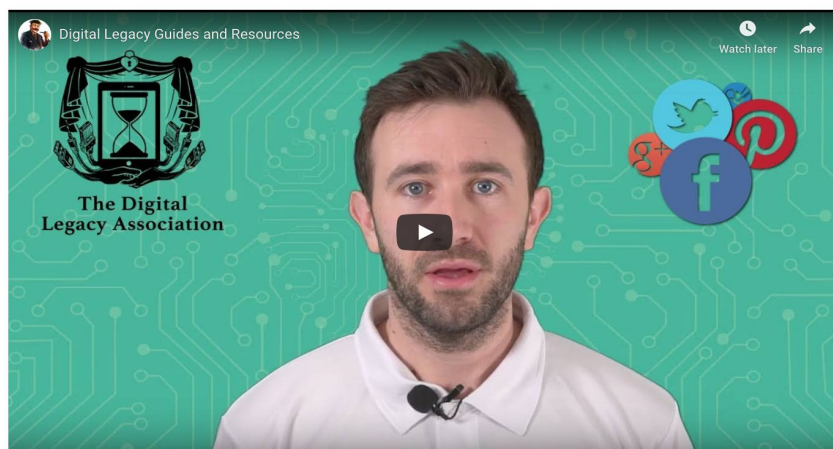 Digital Legacy Guides and Resources
Watch later
Share
The Digital
Legacy Association
g+
f